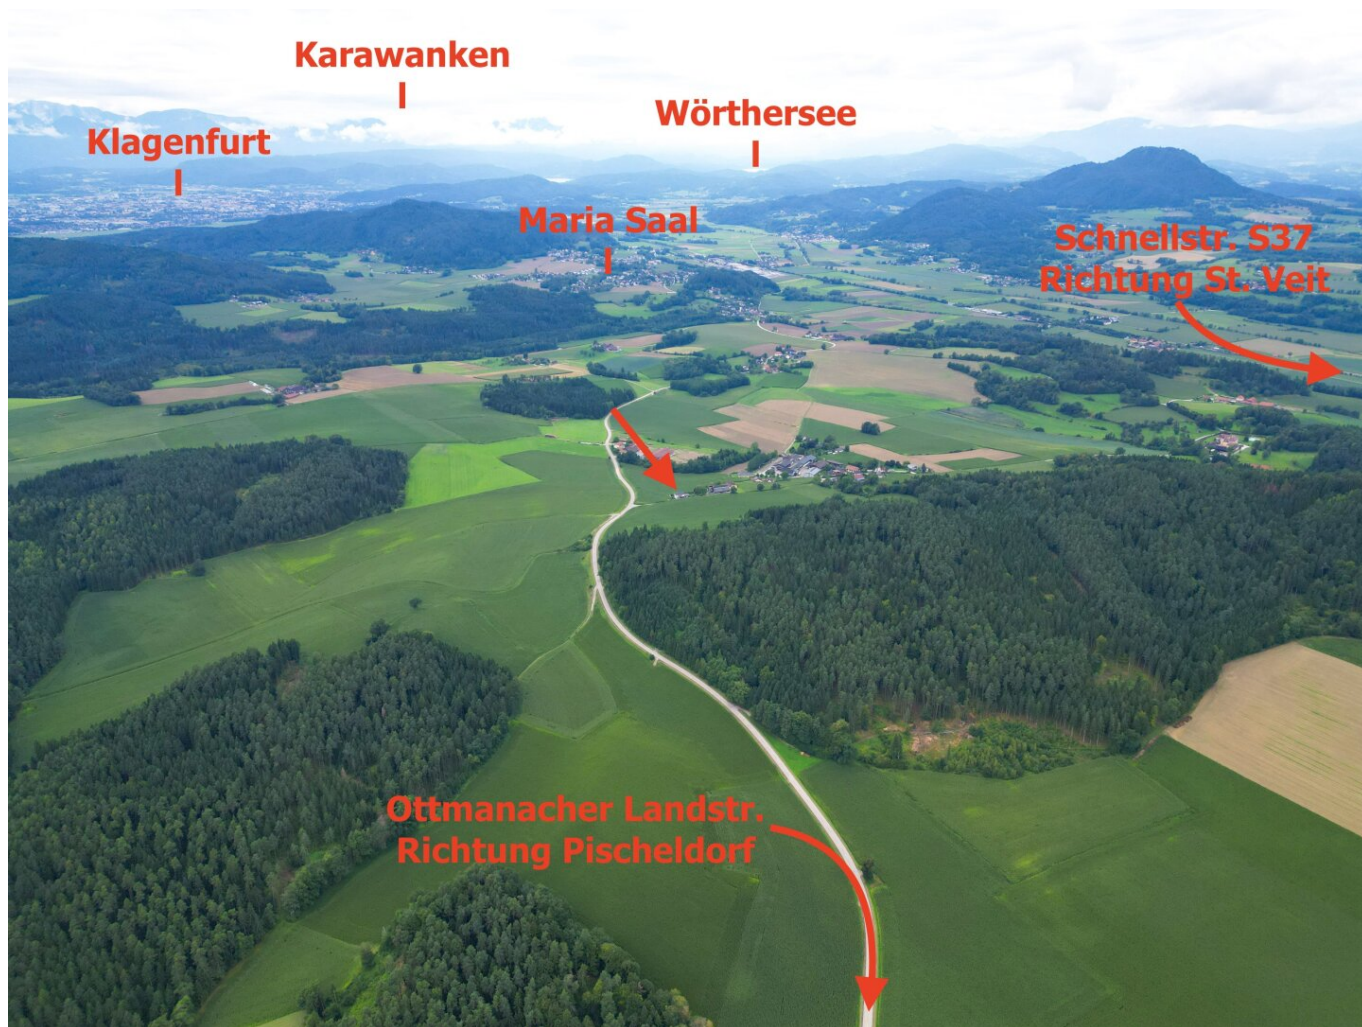 Karawanken
Klagenfurt
Wörthersee
Maria Saal
Schnellstr. S37
Richtung St. Veit
Ottmanacher Landstr.
Richtung Pischeldorf